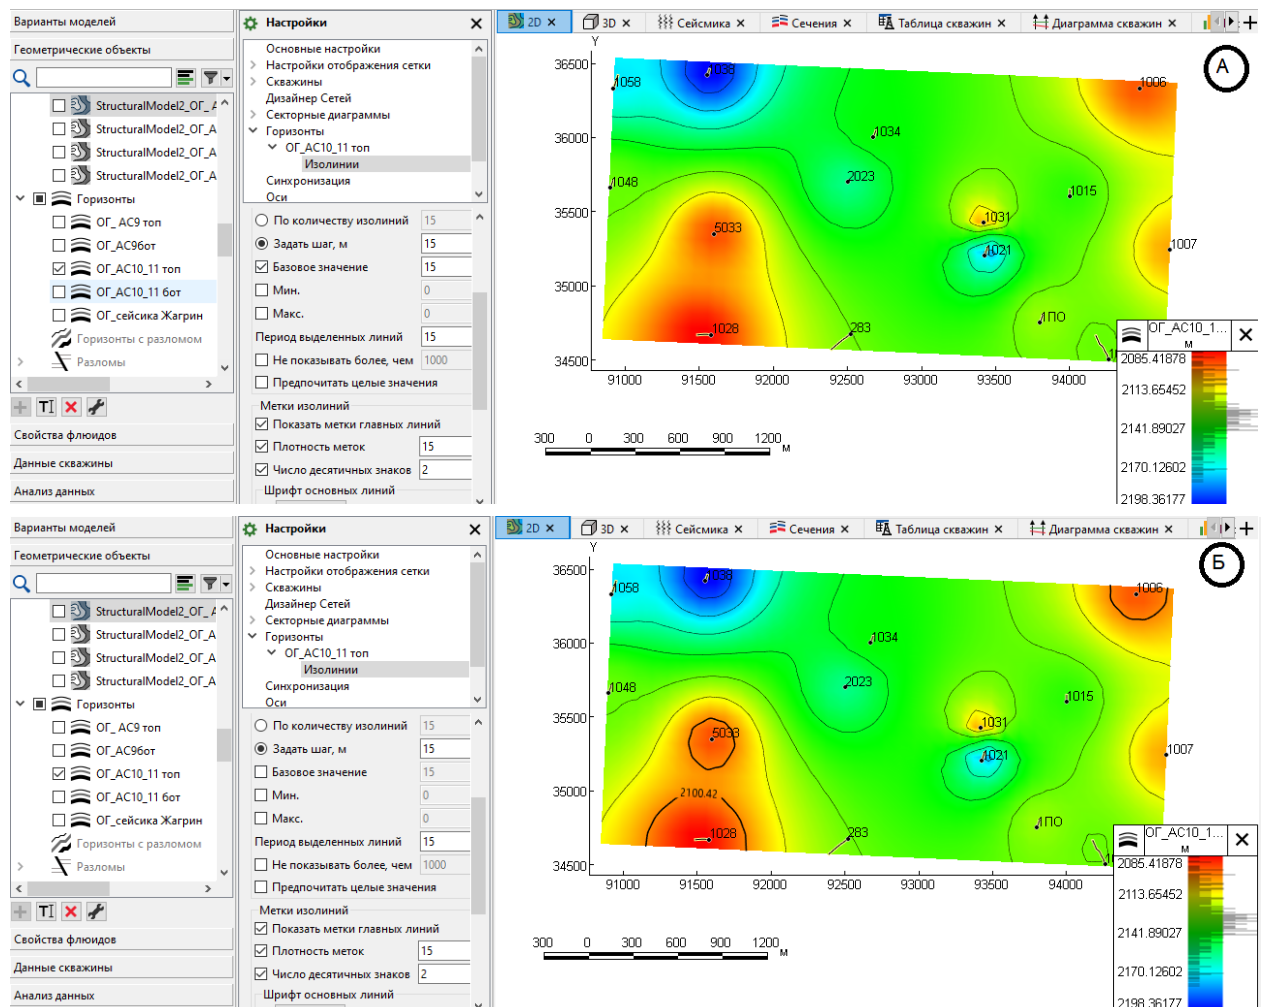 Варианты моделей
Геометрические объекты
StructuralModel2_ОГ_ А
StructuralModel2_ОГ_А
StructuralModel2_ОГ_А
StructuralModel2_ОГ_А
Горизонты
ОГ_ АС9 топ
ОГ_АС9бот
ОГ_АС10_11 топ
ОГ_АС10_11 бот
ОГ_сейсика Жагрин
Горизонты с разломом
Разломы
Свойства флюидов
Данные скважины
Анализ данных
Настройки
Основные настройки
Настройки отображения сетки
Скважины
Дизайнер Сетей
Секторные диаграммы
Горизонты
ОГ_АС10_11 топ
Изолинии
Синхронизация
Оси
По количеству изолиний 15
Задать шаг, м 15
Базовое значение 15
Мин. 0
Макс. 0
Период выделенных линий 15
Не показывать более, чем 1000
Предпочитать целые значения
Метки изолиний
Показать метки главных линий
Плотность меток 15
Число десятичных знаков 2
Шрифт основных линий
2D 3D Сейсмика Сечения Таблица скважин Диаграмма скважин
Y
А
36500
36000
35500
35000
34500
91000 91500 92000 92500 93000 93500 94000
1058
1038
1006
1034
1048
2023
1015
5033
1031
1007
1021
1028
283
1ПО
300 0 300 600 900 1200
м
ОГ_АС10_1...
м
2085.41878
2113.65452
2141.89027
2170.12602
2198.36177
Варианты моделей
Геометрические объекты
StructuralModel2_ОГ_ А
StructuralModel2_ОГ_А
StructuralModel2_ОГ_А
StructuralModel2_ОГ_А
Горизонты
ОГ_ АС9 топ
ОГ_АС9бот
ОГ_АС10_11 топ
ОГ_АС10_11 бот
ОГ_сейсика Жагрин
Горизонты с разломом
Разломы
Свойства флюидов
Данные скважины
Анализ данных
Настройки
Основные настройки
Настройки отображения сетки
Скважины
Дизайнер Сетей
Секторные диаграммы
Горизонты
ОГ_АС10_11 топ
Изолинии
Синхронизация
Оси
По количеству изолиний 15
Задать шаг, м 15
Базовое значение 15
Мин. 0
Макс. 0
Период выделенных линий 15
Не показывать более, чем 1000
Предпочитать целые значения
Метки изолиний
Показать метки главных линий
Плотность меток 15
Число десятичных знаков 2
Шрифт основных линий
2D 3D Сейсмика Сечения Таблица скважин Диаграмма скважин
Y
Б
36500
36000
35500
35000
34500
91000 91500 92000 92500 93000 93500 94000
1058
1038
1006
1034
1048
2023
1015
5033
1031
1007
1021
2100.42
1028
283
1ПО
300 0 300 600 900 1200
м
ОГ_АС10_1...
м
2085.41878
2113.65452
2141.89027
2170.12602
2198.36177